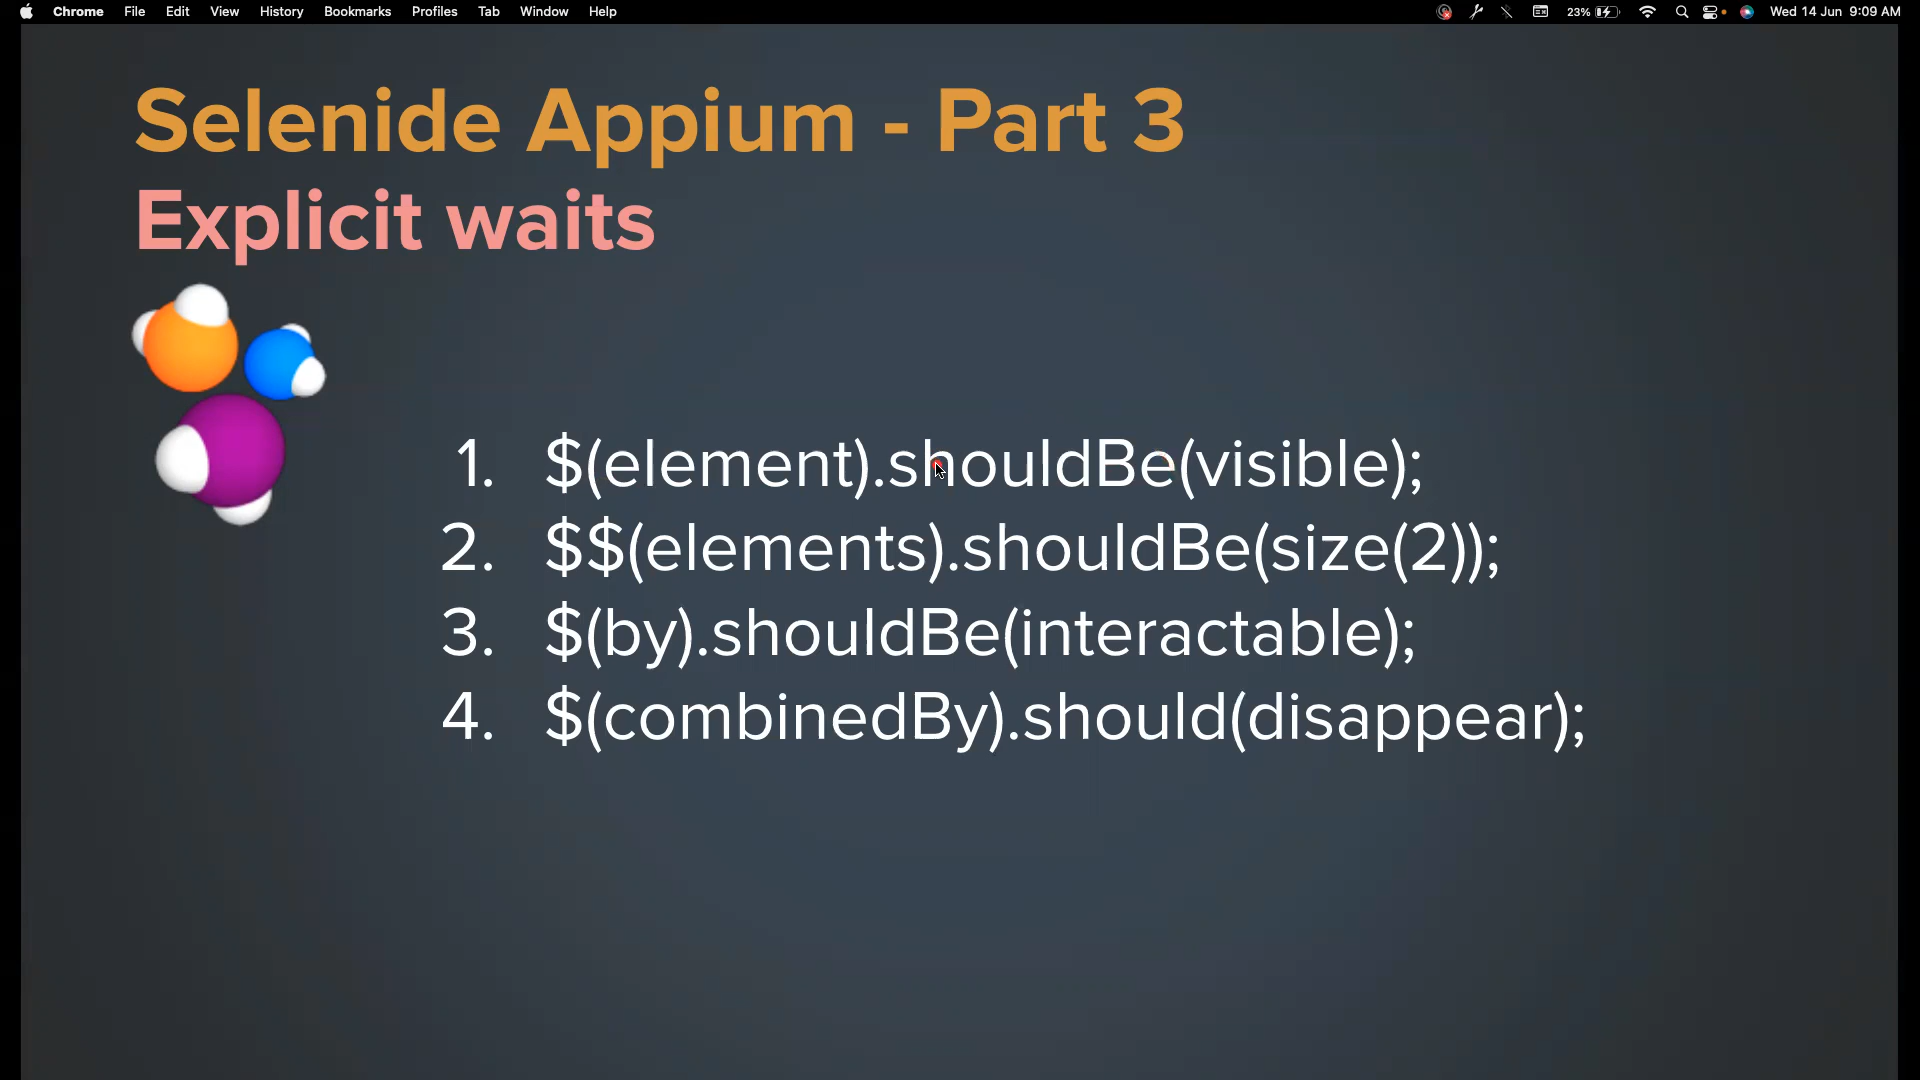 Chrome File Edit View History Bookmarks Profiles Tab Window Help 23% Wed 14 Jun 9:09 AM
Selenide Appium - Part 3
Explicit waits
1. $(element).shouldBe(visible);
2. $$(elements).shouldBe(size(2));
3. $(by).shouldBe(interactable);
4. $(combinedBy).should(disappear);